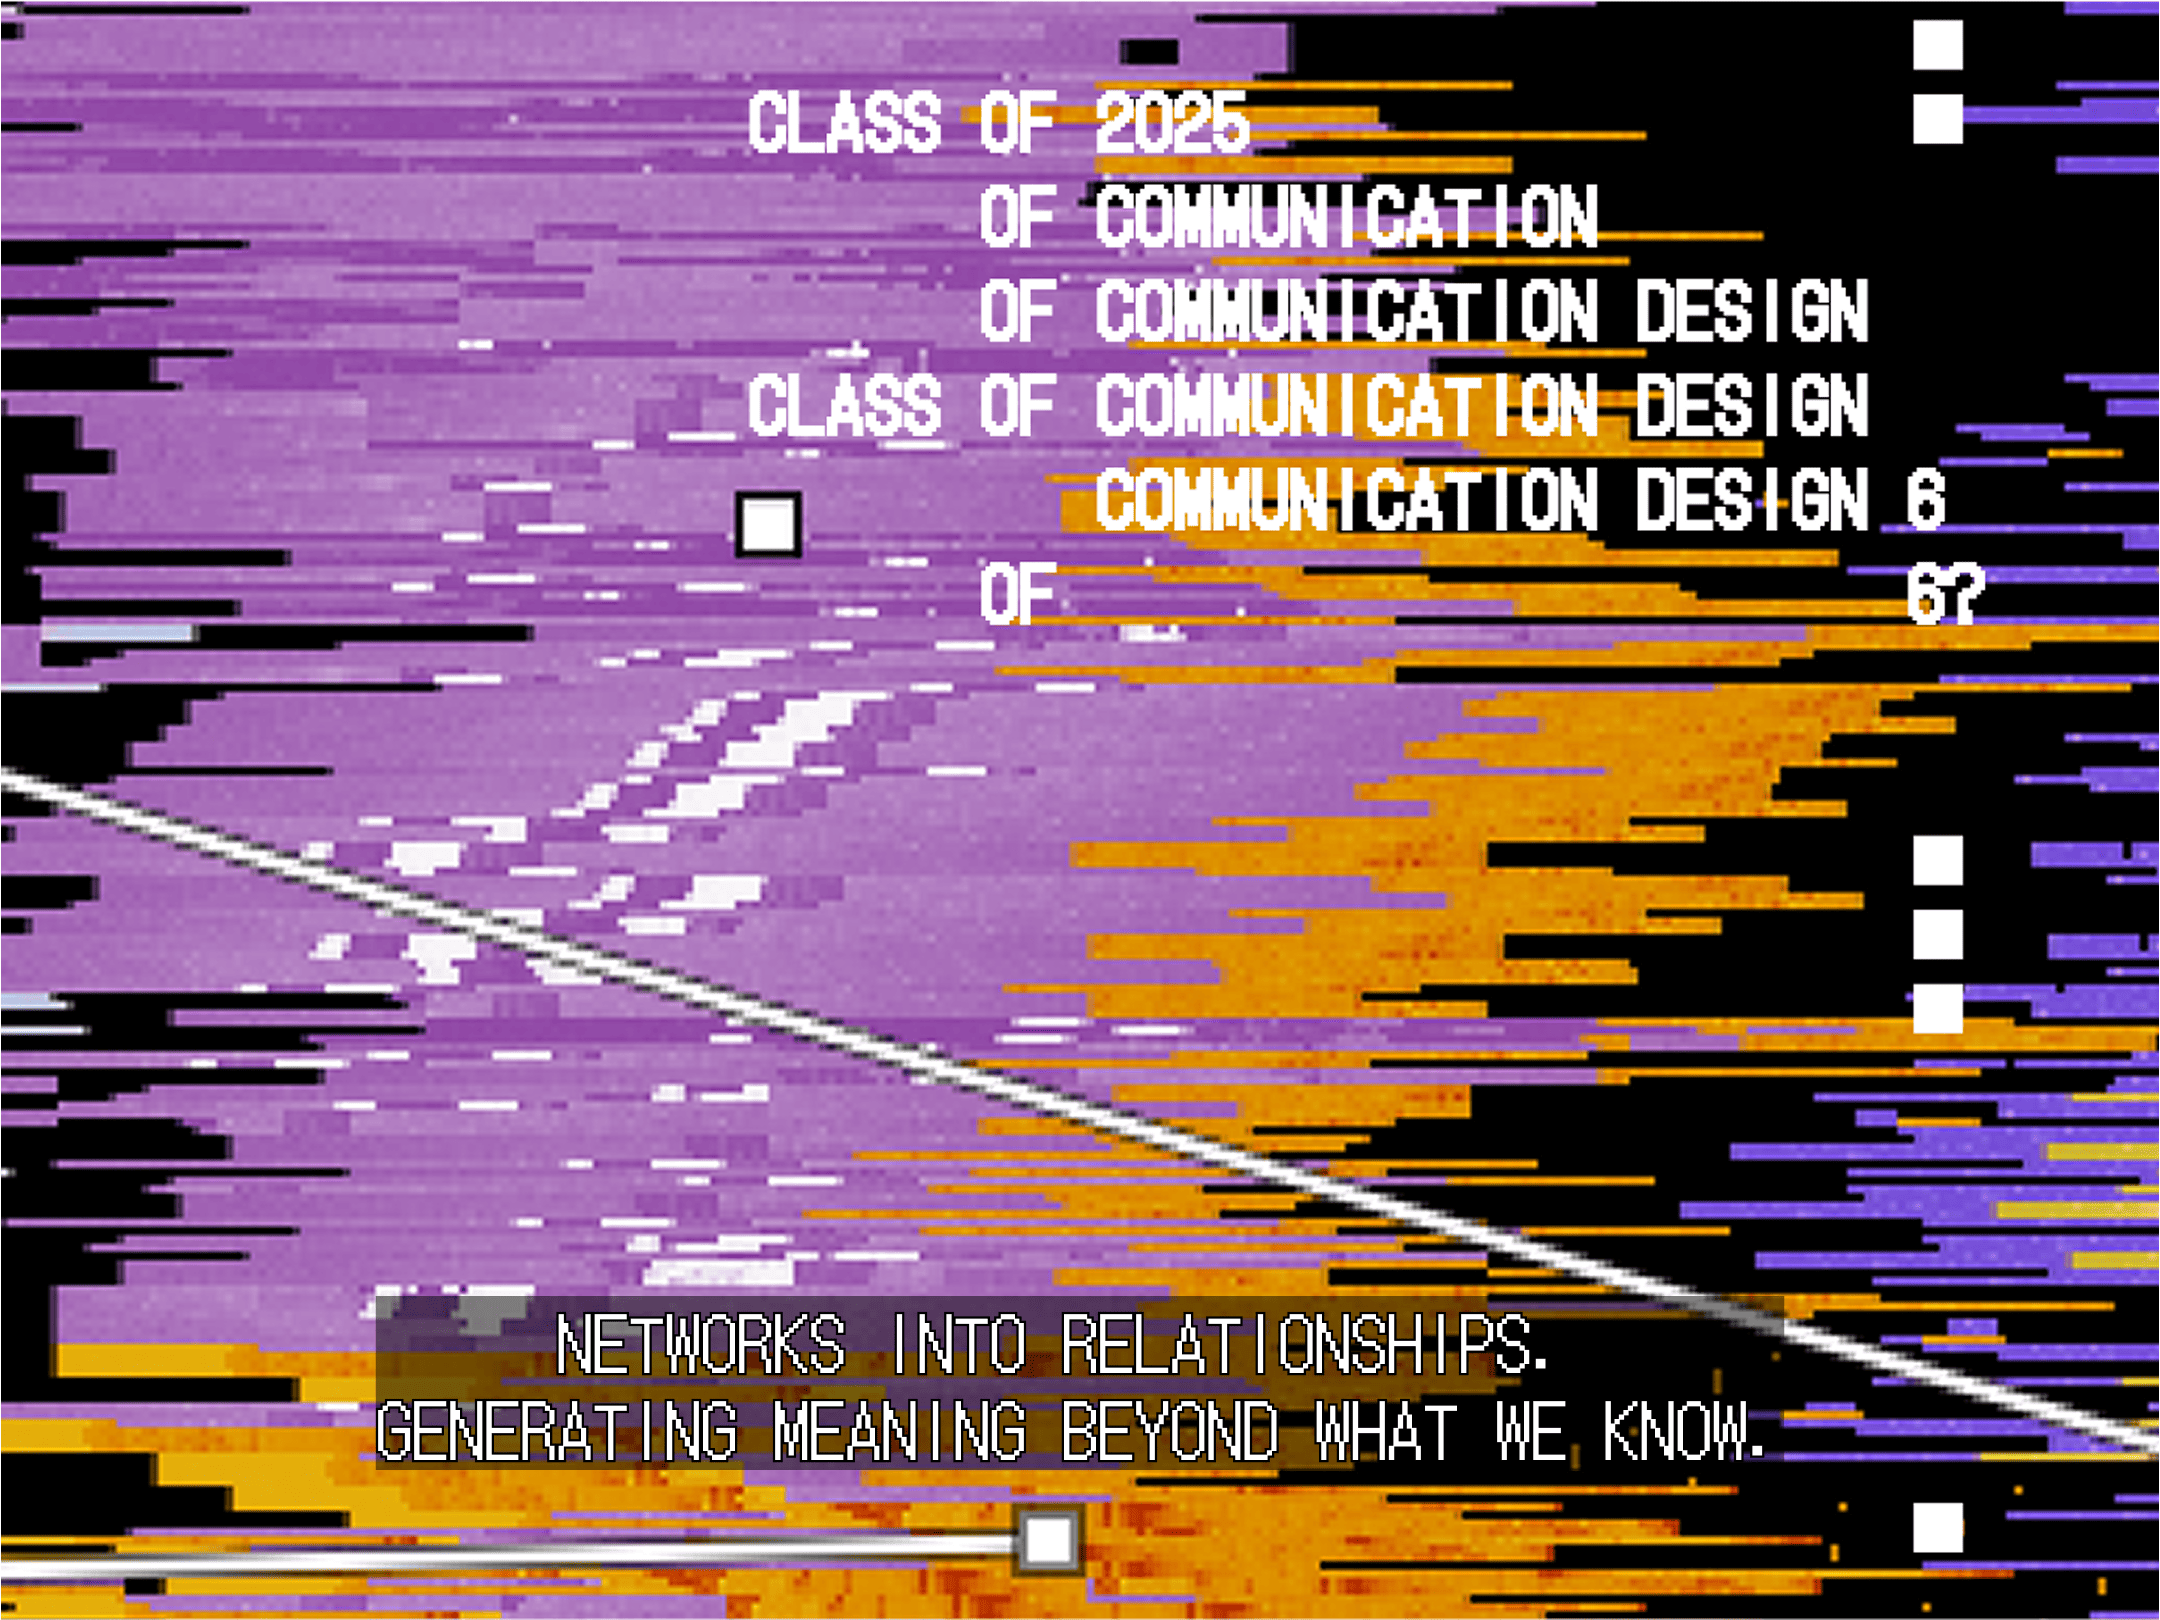 CLASS OF 2025
OF COMMUNICATION
OF COMMUNICATION DESIGN
CLASS OF COMMUNICATION DESIGN
COMMUNICATION DESIGN 6
OF 6?
NETWORKS INTO RELATIONSHIPS.
GENERATING MEANING BEYOND WHAT WE KNOW.